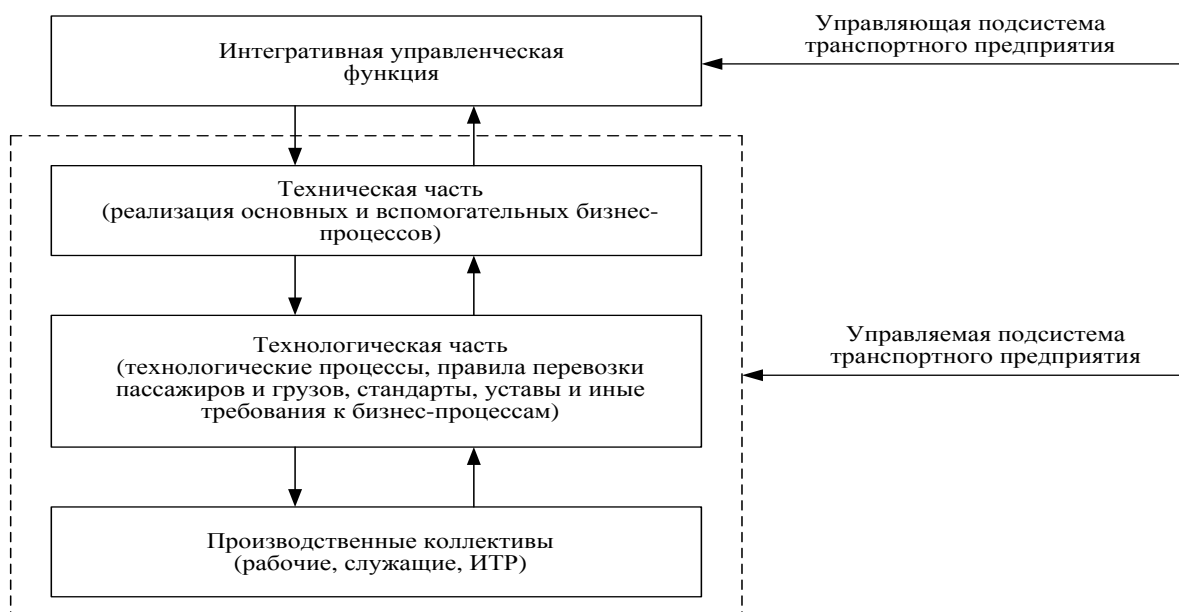 Интегративная управленческая
функция
Управляющая подсистема
транспортного предприятия
Техническая часть
(реализация основных и вспомогательных бизнес-
процессов)
Технологическая часть
(технологические процессы, правила перевозки
пассажиров и грузов, стандарты, уставы и иные
требования к бизнес-процессам)
Управляемая подсистема
транспортного предприятия
Производственные коллективы
(рабочие, служащие, ИТР)